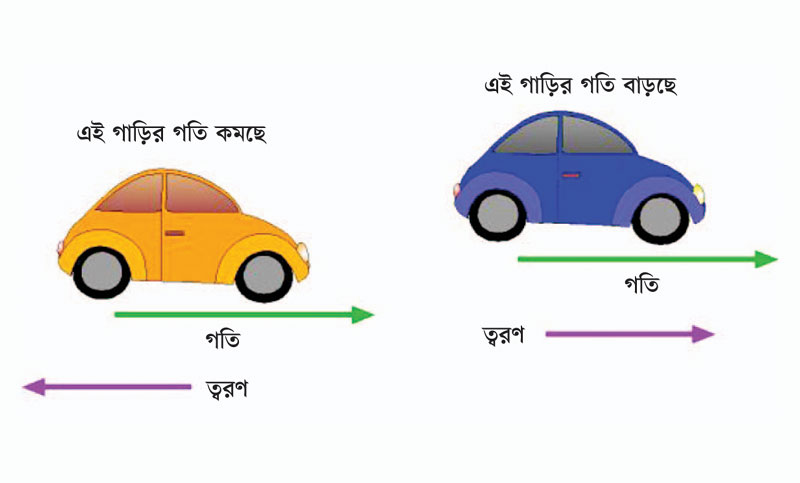 এই গাড়ির গতি কমছে
গতি
ত্বরণ
এই গাড়ির গতি বাড়ছে
গতি
ত্বরণ